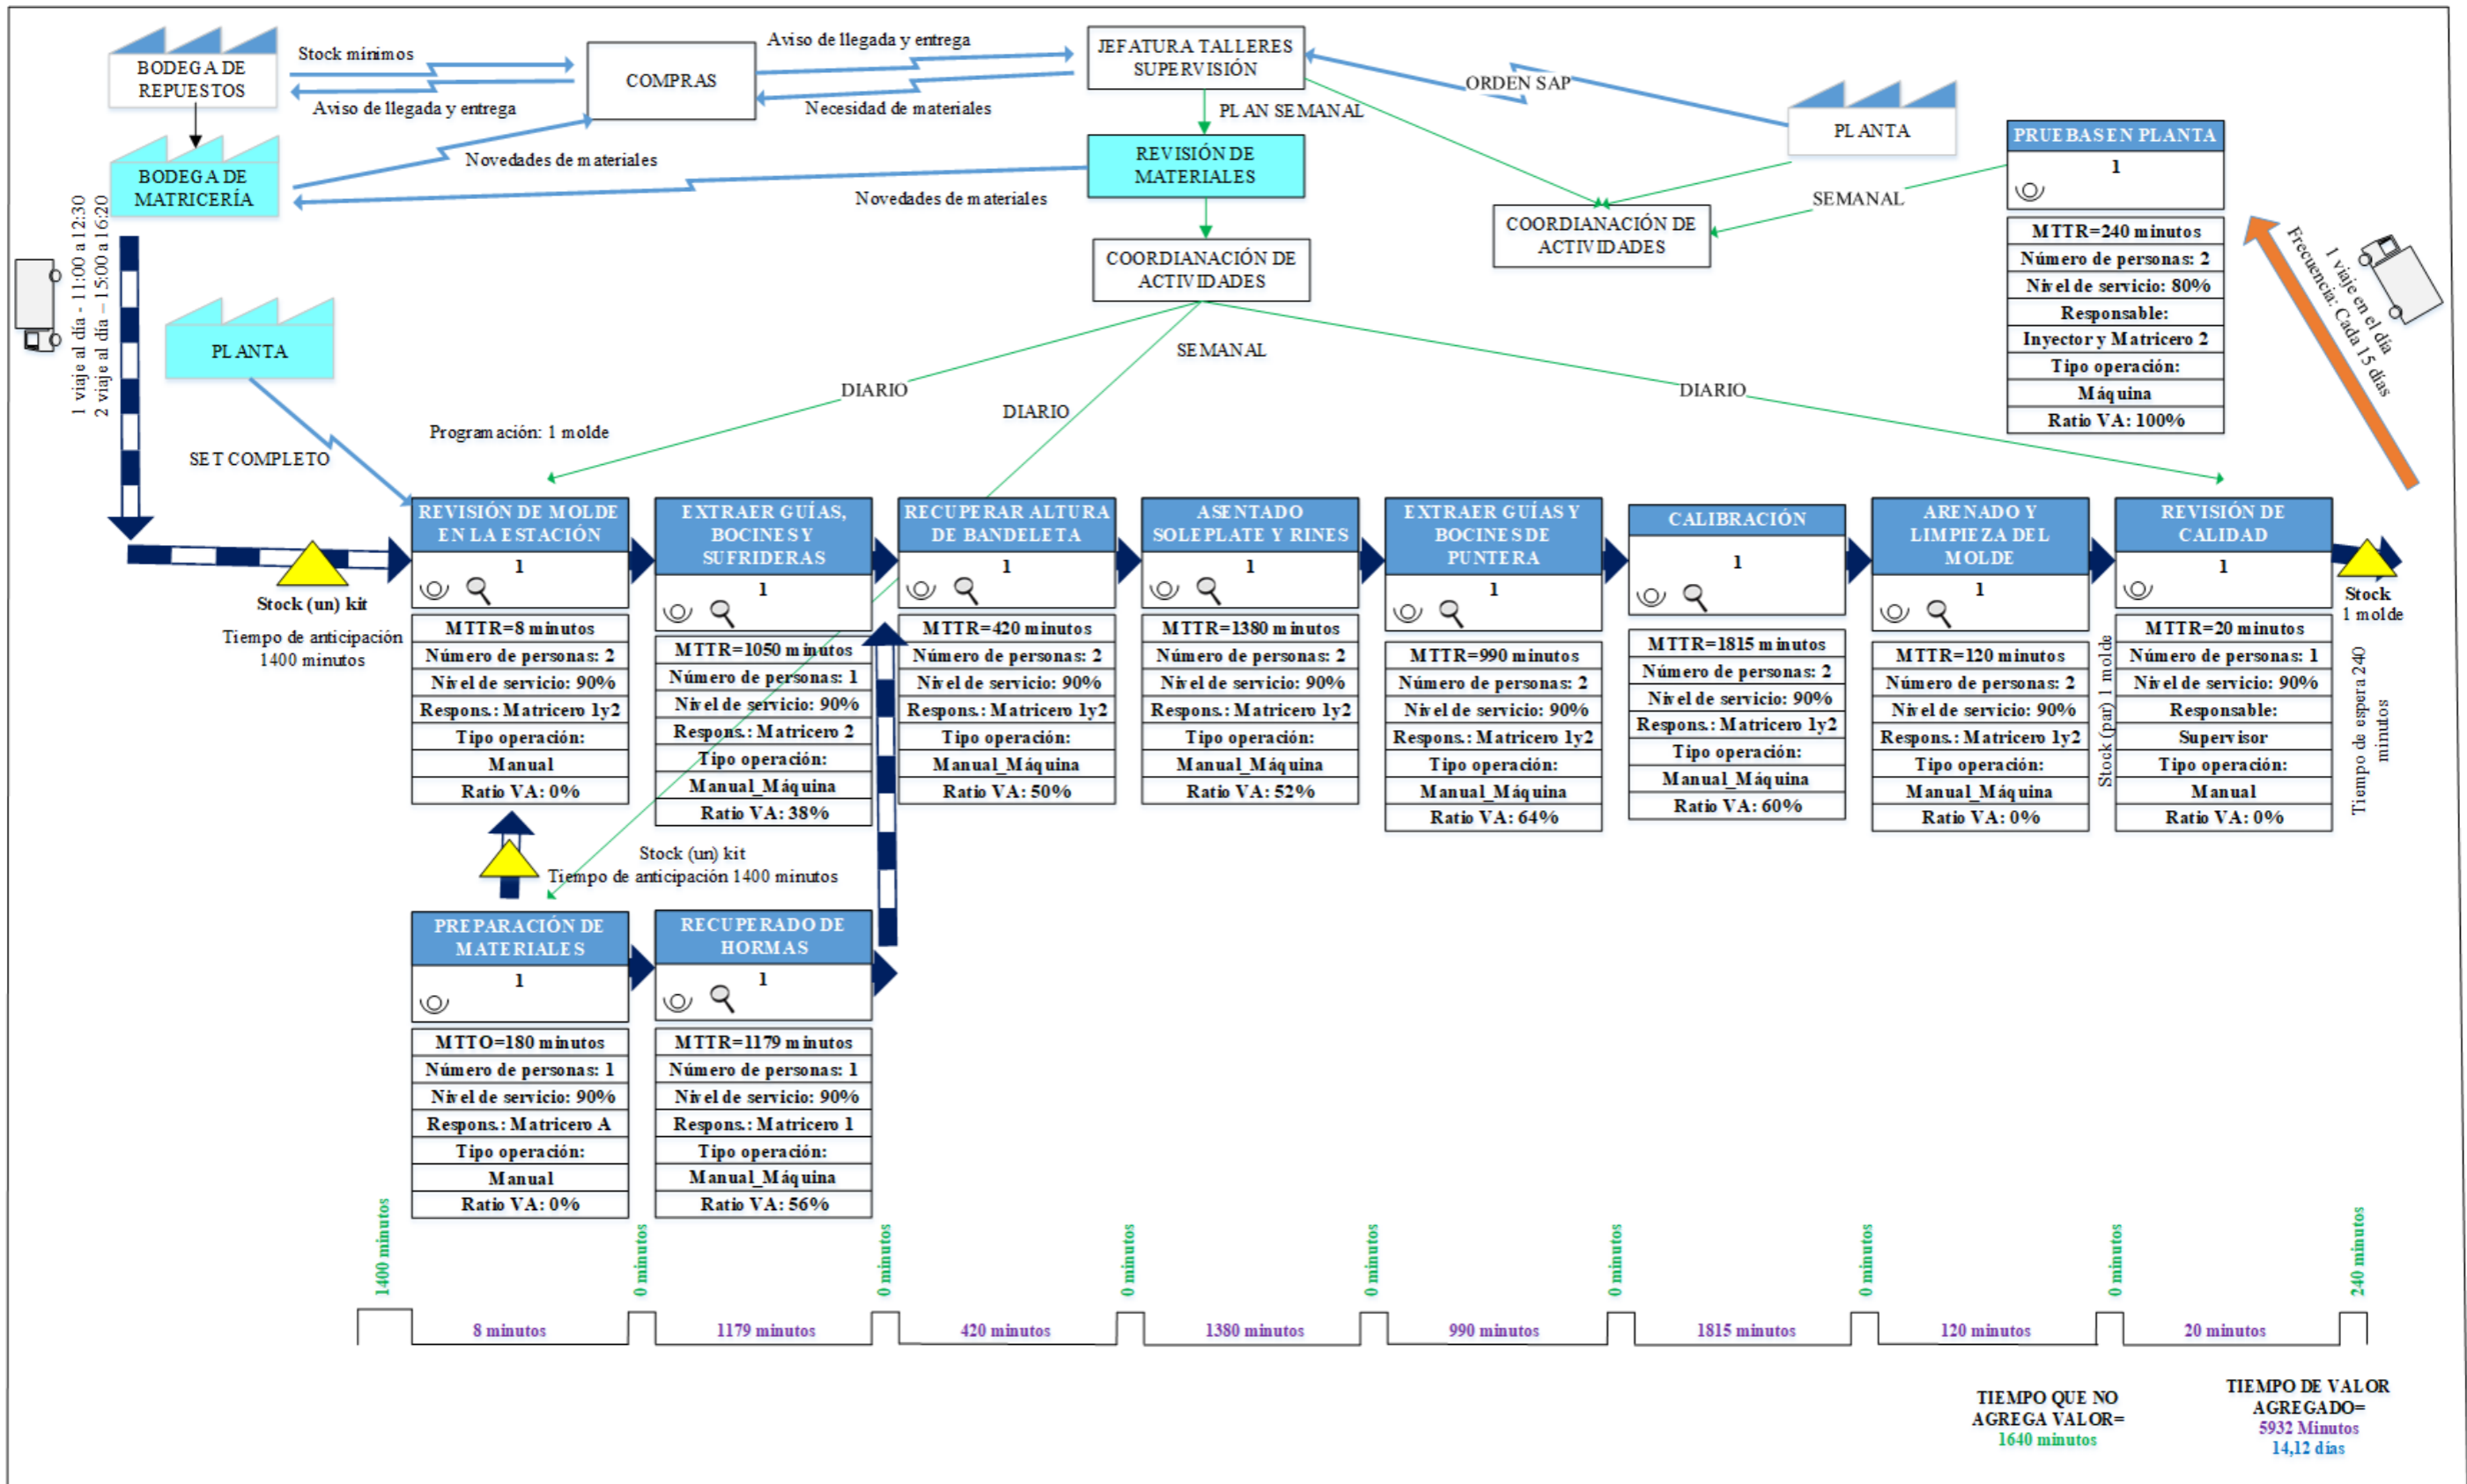 BODEGA DE
REPUESTOS
Stock mínimos
Aviso de llegada y entrega
COMPRAS
Aviso de llegada y entrega
Necesidad de materiales
JEFATURA TALLERES
SUPERVISIÓN
ORDEN SAP
PLANTA
PLAN SEMANAL
BODEGA DE
MATRICERÍA
Novedades de materiales
REVISIÓN DE
MATERIALES
Novedades de materiales
COORDIANACIÓN DE
ACTIVIDADES
COORDIANACIÓN DE
ACTIVIDADES
SEMANAL
PRUEBAS EN PLANTA
1
MTTR=240 minutos
Número de personas: 2
Nivel de servicio: 80%
Responsable:
Inyector y Matricero 2
Tipo operación:
Máquina
Ratio VA: 100%
1 viaje en el día
Frecuencia: Cada 15 días
1 viaje al día - 11:00 a 12:30
2 viaje al día – 15:00 a 16:20
PLANTA
SET COMPLETO
Programación: 1 molde
DIARIO
DIARIO
SEMANAL
DIARIO
Stock (un) kit
Tiempo de anticipación
1400 minutos
REVISIÓN DE MOLDE
EN LA ESTACIÓN
1
MTTR=8 minutos
Número de personas: 2
Nivel de servicio: 90%
Respons.: Matricero 1y2
Tipo operación:
Manual
Ratio VA: 0%
EXTRAER GUÍAS,
BOCINES Y
SUFRIDERAS
1
MTTR=1050 minutos
Número de personas: 1
Nivel de servicio: 90%
Respons.: Matricero 2
Tipo operación:
Manual_Máquina
Ratio VA: 38%
RECUPERAR ALTURA
DE BANDELETA
1
MTTR=420 minutos
Número de personas: 2
Nivel de servicio: 90%
Respons.: Matricero 1y2
Tipo operación:
Manual_Máquina
Ratio VA: 50%
ASENTADO
SOLEPLATE Y RINES
1
MTTR=1380 minutos
Número de personas: 2
Nivel de servicio: 90%
Respons.: Matricero 1y2
Tipo operación:
Manual_Máquina
Ratio VA: 52%
EXTRAER GUÍAS Y
BOCINES DE
PUNTERA
1
MTTR=990 minutos
Número de personas: 2
Nivel de servicio: 90%
Respons.: Matricero 1y2
Tipo operación:
Manual_Máquina
Ratio VA: 64%
CALIBRACIÓN
1
MTTR=1815 minutos
Número de personas: 2
Nivel de servicio: 90%
Respons.: Matricero 1y2
Tipo operación:
Manual_Máquina
Ratio VA: 60%
ARENADO Y
LIMPIEZA DEL
MOLDE
1
MTTR=120 minutos
Número de personas: 2
Nivel de servicio: 90%
Respons.: Matricero 1y2
Tipo operación:
Manual_Máquina
Ratio VA: 0%
Stock (par) 1 molde
REVISIÓN DE
CALIDAD
1
MTTR=20 minutos
Número de personas: 1
Nivel de servicio: 90%
Responsable:
Supervisor
Tipo operación:
Manual
Ratio VA: 0%
Stock
1 molde
Tiempo de espera 240
minutos
Stock (un) kit
Tiempo de anticipación 1400 minutos
PREPARACIÓN DE
MATERIALES
1
MTTO=180 minutos
Número de personas: 1
Nivel de servicio: 90%
Respons.: Matricero A
Tipo operación:
Manual
Ratio VA: 0%
RECUPERADO DE
HORMAS
1
MTTR=1179 minutos
Número de personas: 1
Nivel de servicio: 90%
Respons.: Matricero 1
Tipo operación:
Manual_Máquina
Ratio VA: 56%
1400 minutos
0 minutos
0 minutos
0 minutos
0 minutos
0 minutos
0 minutos
0 minutos
240 minutos
8 minutos
1179 minutos
420 minutos
1380 minutos
990 minutos
1815 minutos
120 minutos
20 minutos
TIEMPO QUE NO
AGREGA VALOR=
1640 minutos
TIEMPO DE VALOR
AGREGADO=
5932 Minutos
14,12 días